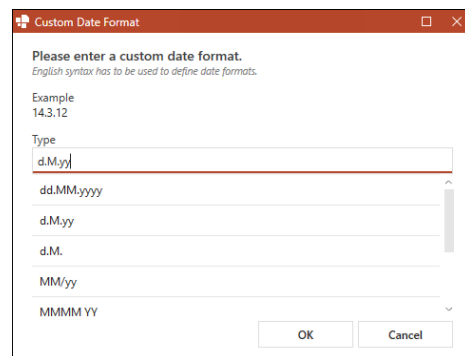 Custom Date Format
Please enter a custom date format.
English syntax has to be used to define date formats.
Example
14.3.12
Type
d.M.yy
dd.MM.yyyy
d.M.yy
d.M.
MM/yy
MMMM YY
OK Cancel